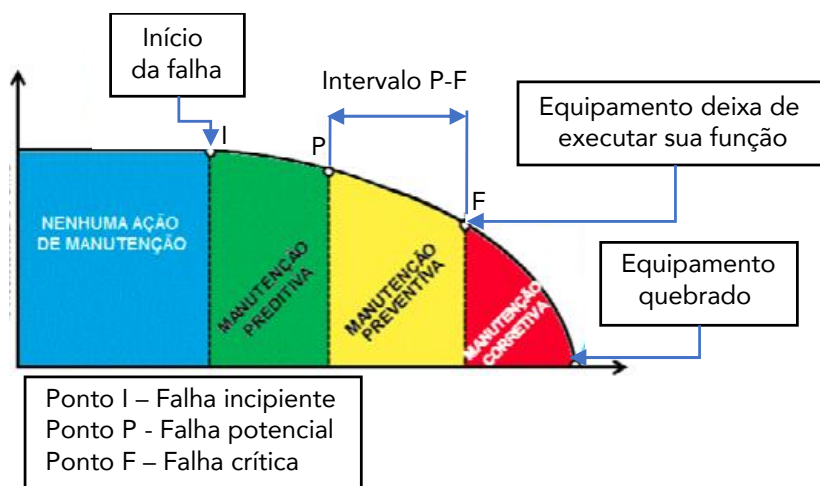 Início
da falha
Intervalo P-F
Equipamento deixa de
executar sua função
I
P
F
NENHUMA AÇÃO
DE MANUTENÇÃO
MANUTENÇÃO
PREDITIVA
MANUTENÇÃO
PREVENTIVA
MANUTENÇÃO
CORRETIVA
Equipamento
quebrado
Ponto I – Falha incipiente
Ponto P - Falha potencial
Ponto F – Falha crítica